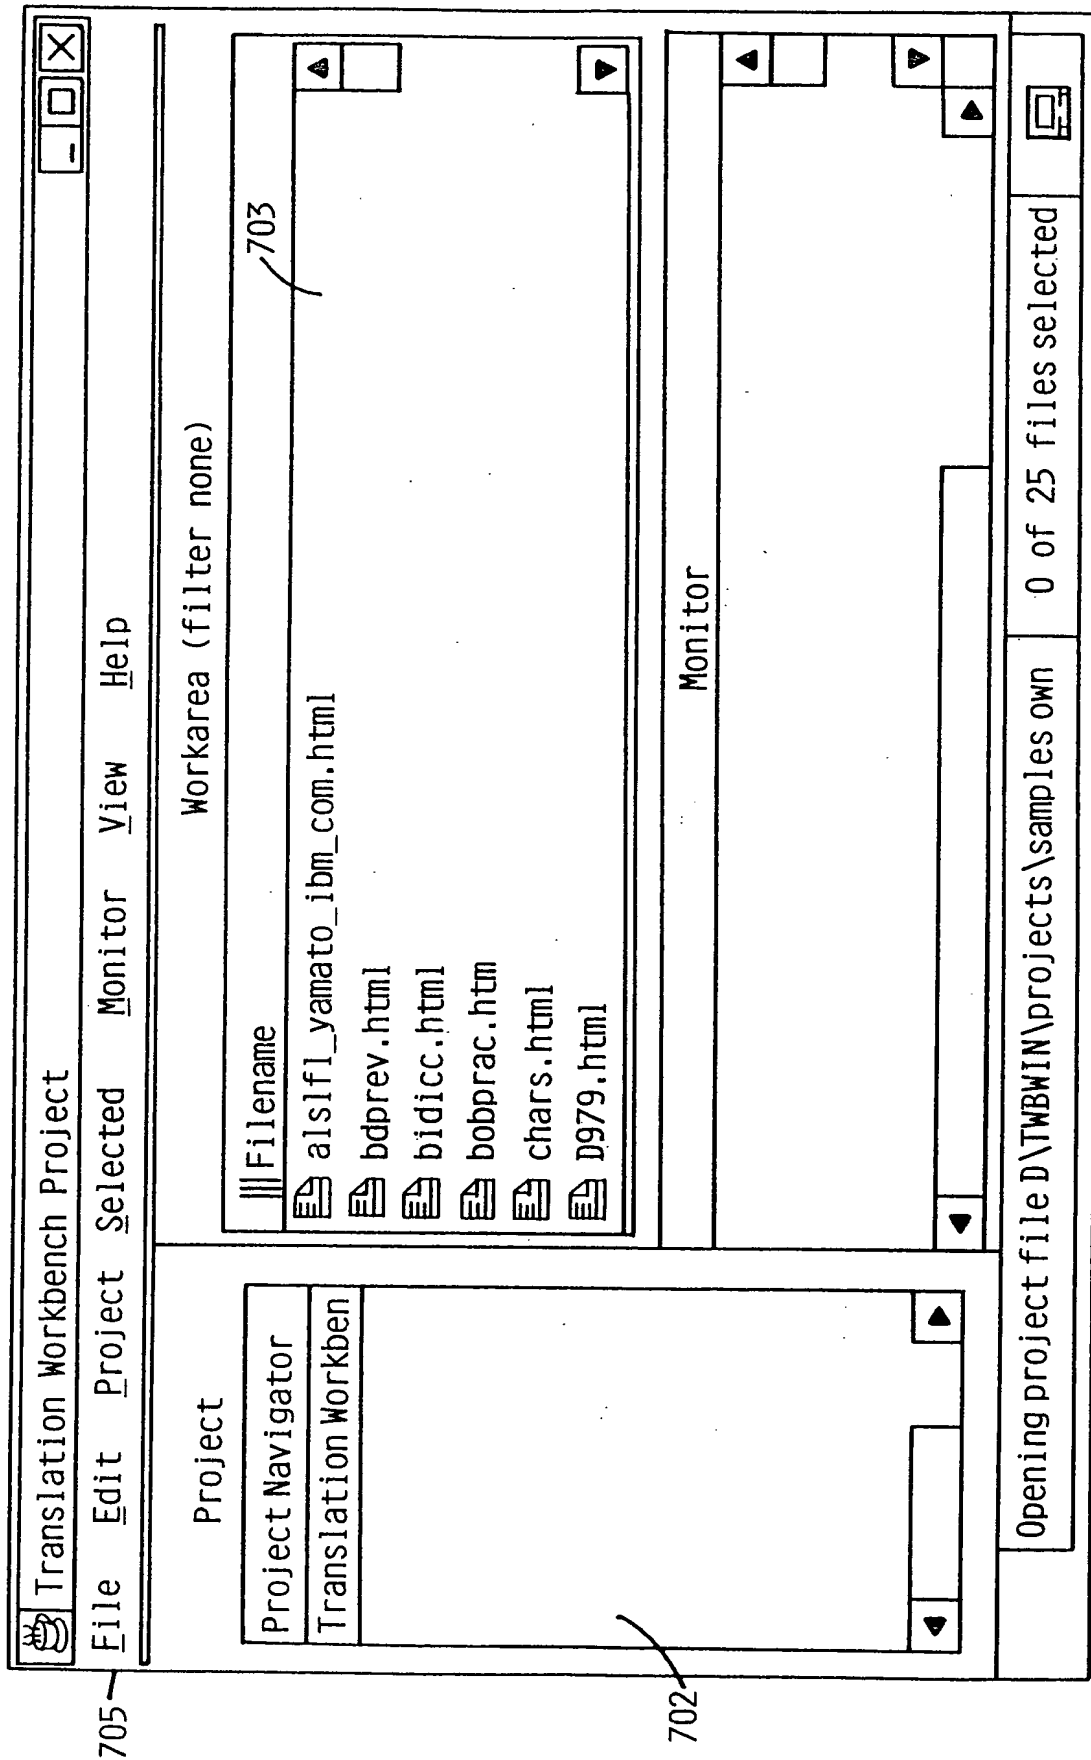 Translation Workbench Project
705
File Edit Project Selected Monitor View Help
Project
Project Navigator
Translation Workben
702
Workarea (filter none)
Filename
703
alslfl_yamato_ibm_com.html
bdprev.html
bidicc.html
bobprac.htm
chars.html
D979.html
Monitor
Opening project file D\TWBWIN\projects\samples own
0 of 25 files selected